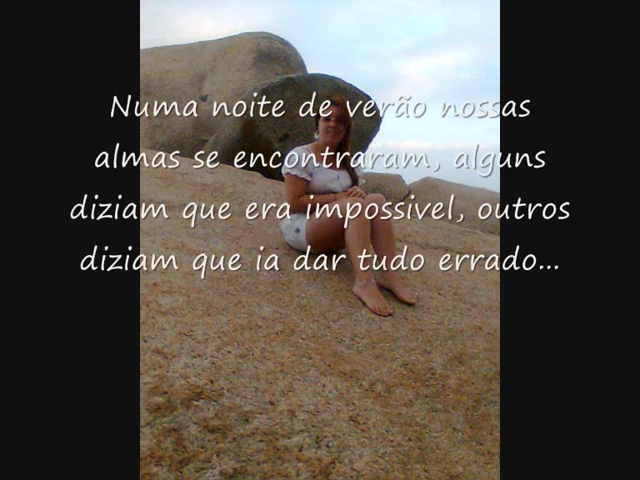 Numa noite de verão nossas
almas se encontraram, alguns
diziam que era impossivel, outros
diziam que ia dar tudo errado...